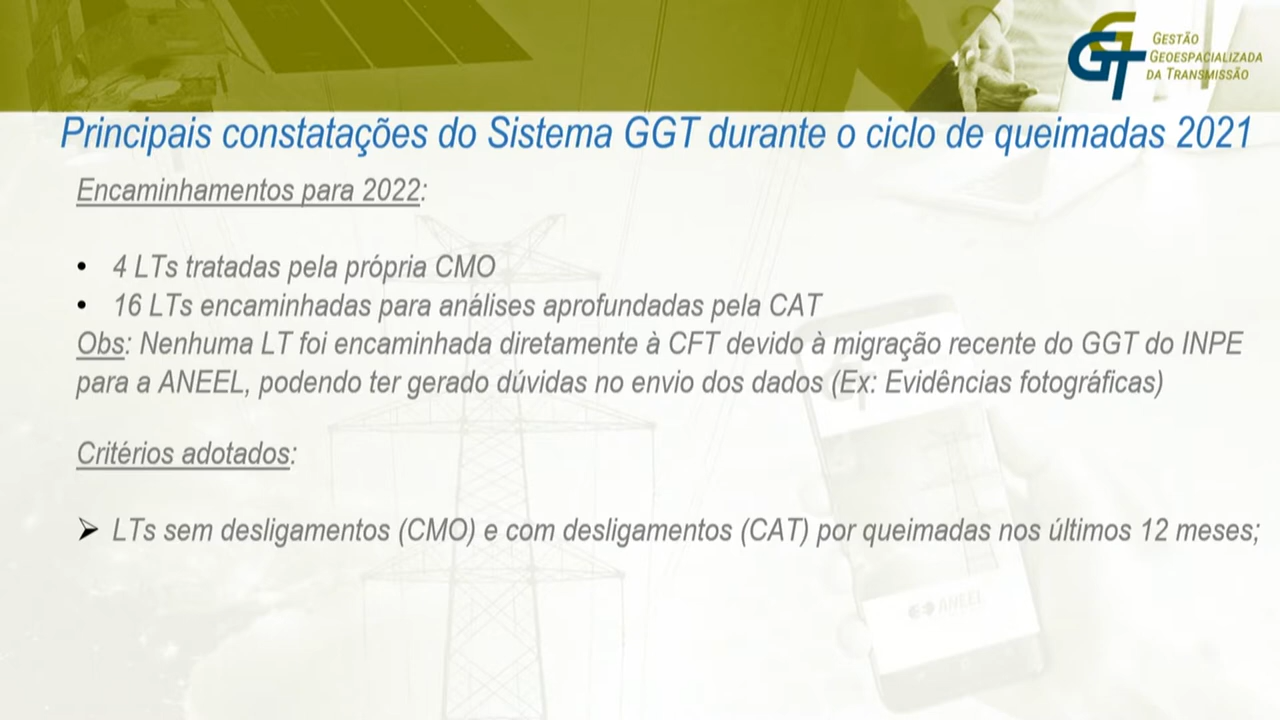 GGT
GESTÃO
GEOESPACIALIZADA
DA TRANSMISSÃO
Principais constatações do Sistema GGT durante o ciclo de queimadas 2021
Encaminhamentos para 2022:
• 4 LTs tratadas pela própria CMO
• 16 LTs encaminhadas para análises aprofundadas pela CAT
Obs: Nenhuma LT foi encaminhada diretamente à CFT devido à migração recente do GGT do INPE
para a ANEEL, podendo ter gerado dúvidas no envio dos dados (Ex: Evidências fotográficas)
Critérios adotados:
➢ LTs sem desligamentos (CMO) e com desligamentos (CAT) por queimadas nos últimos 12 meses;
ANEEL